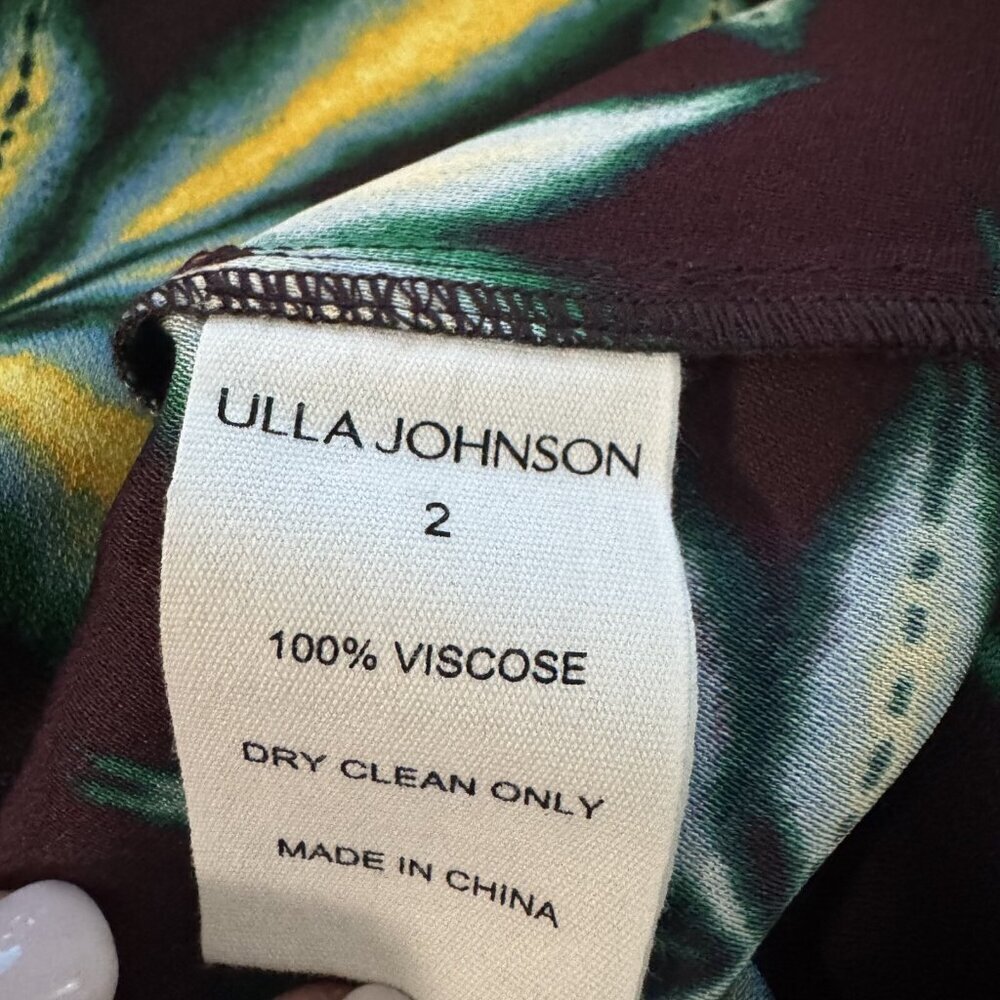 ULLA JOHNSON
2
100% VISCOSE
DRY CLEAN ONLY
MADE IN CHINA